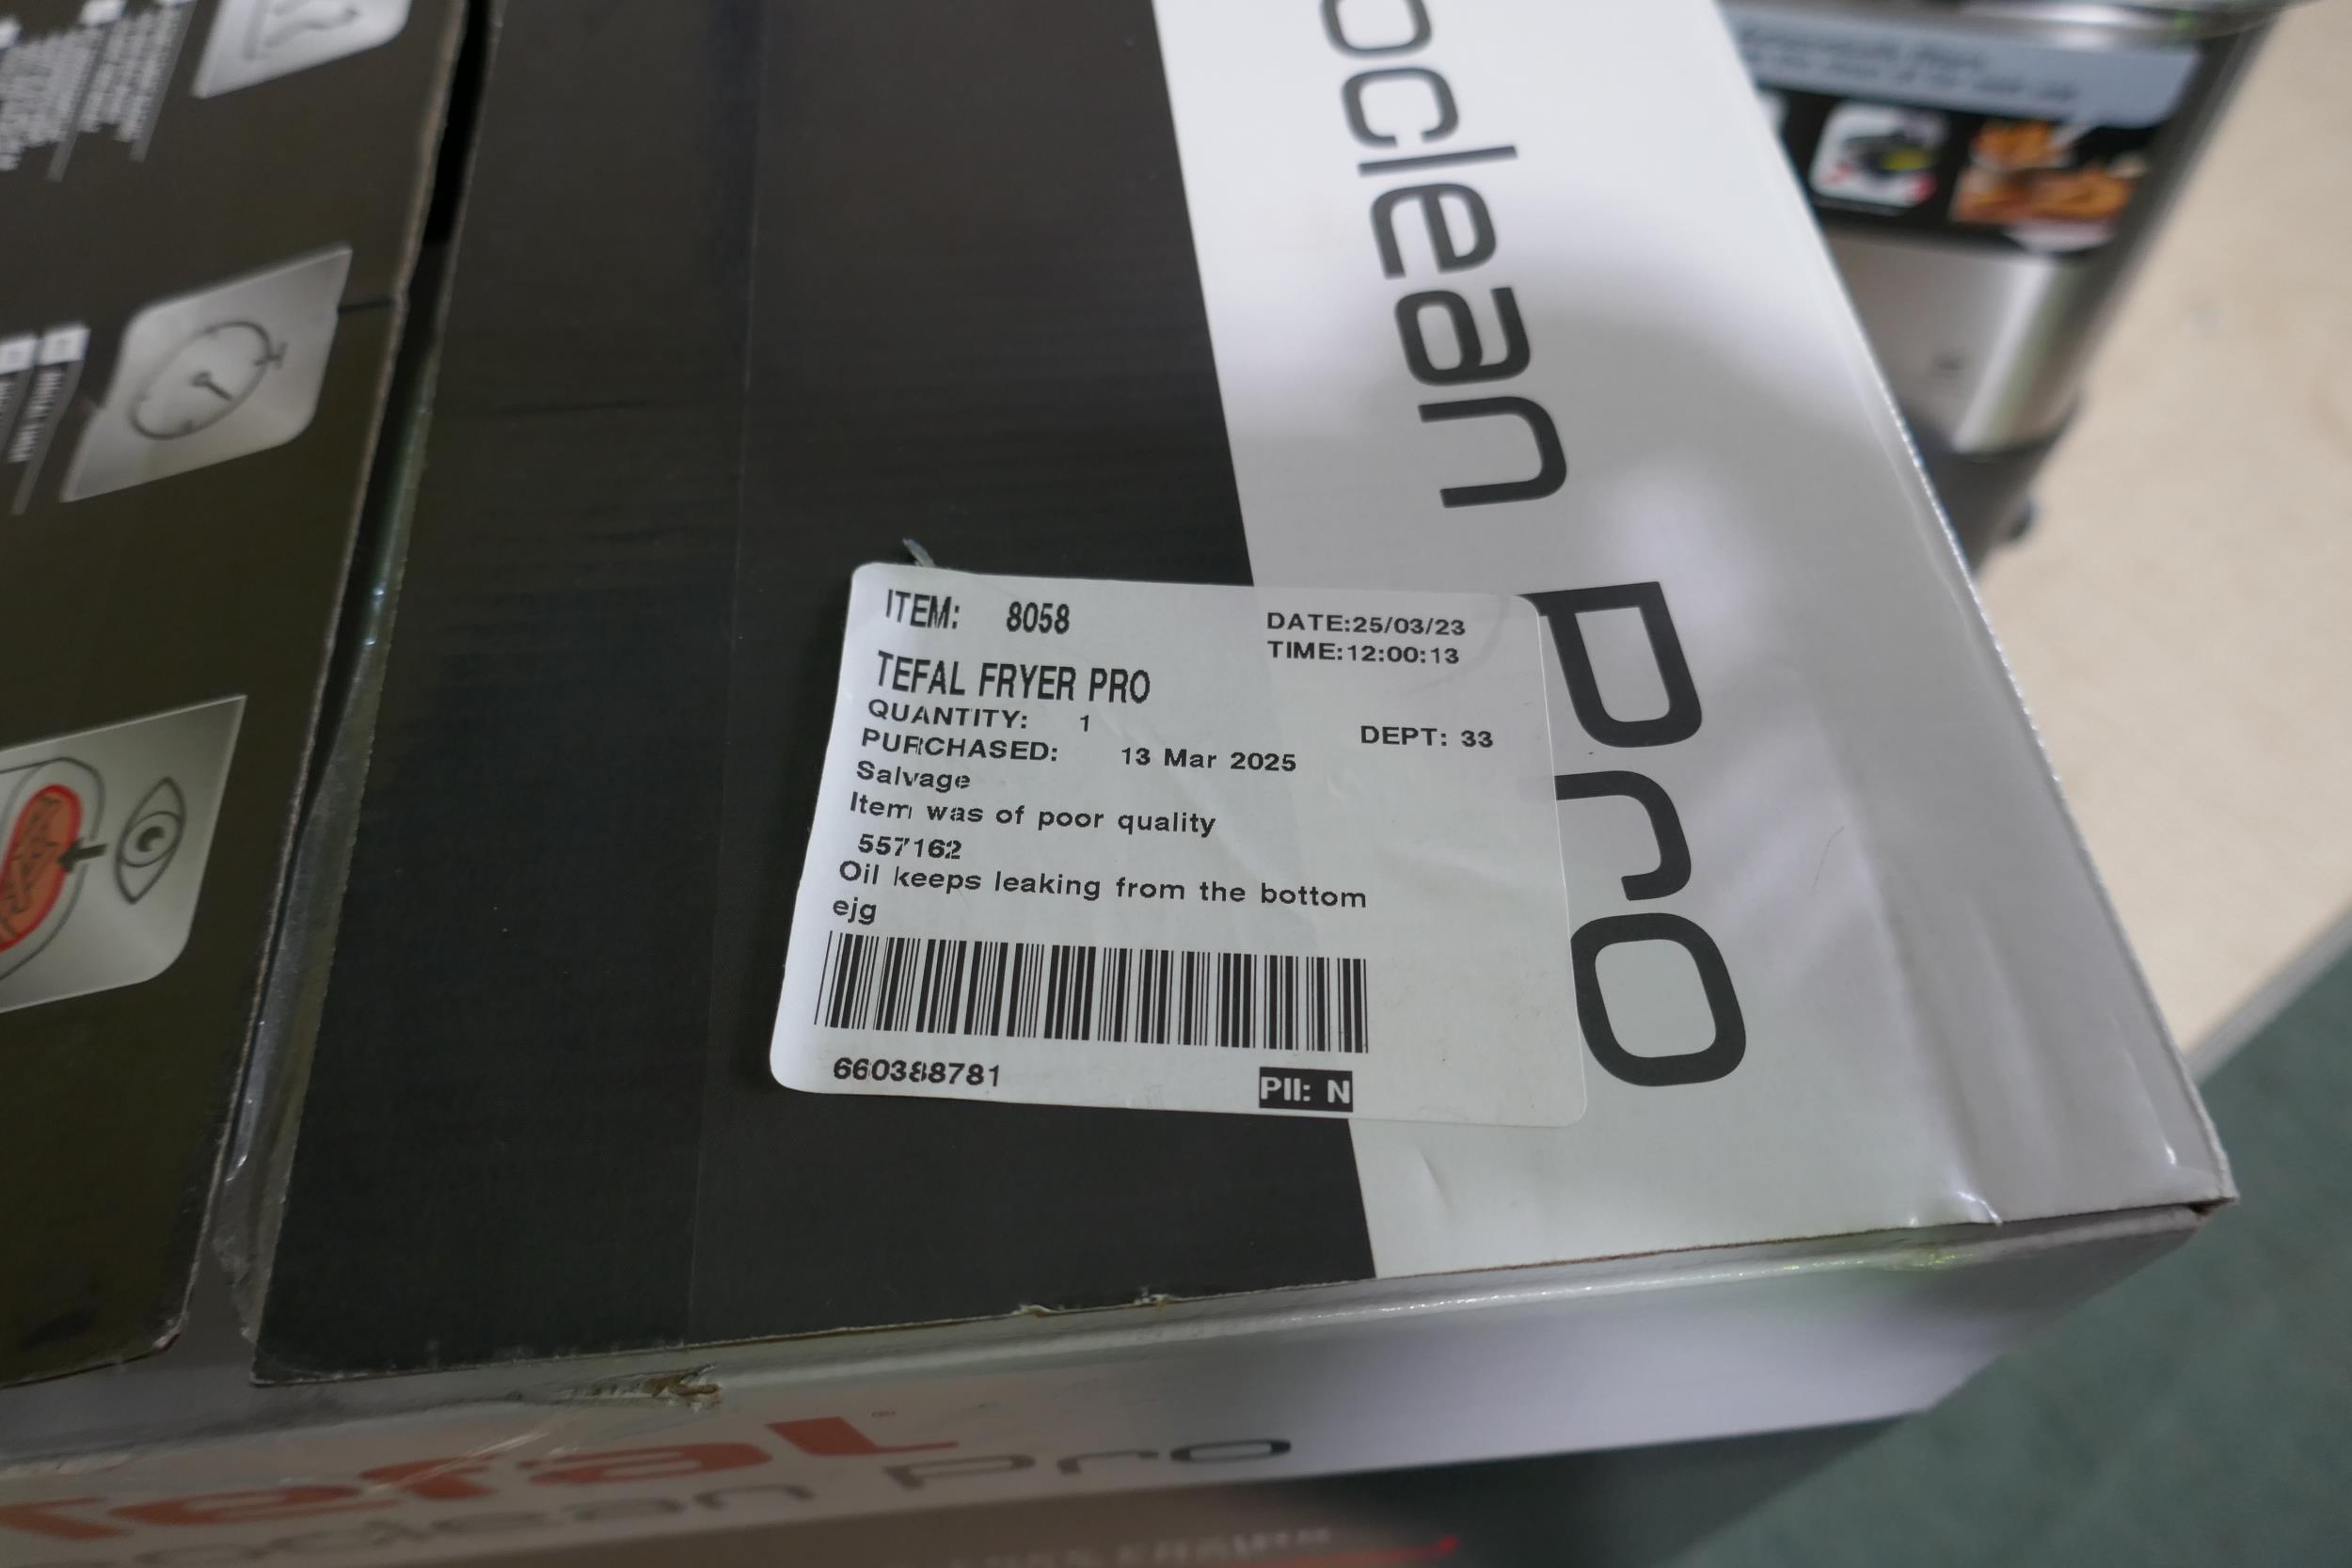 oclean Pro
ITEM: 8058
DATE:25/03/23
TIME:12:00:13
TEFAL FRYER PRO
QUANTITY: 1
DEPT: 33
PURCHASED: 13 Mar 2025
Salvage
Item was of poor quality
557162
Oil keeps leaking from the bottom
ejg
660388781
PII: N
Tefal®
oclean Pro